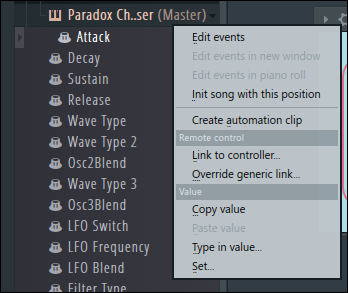 Paradox Ch..ser (Master)
Attack
Decay
Sustain
Release
Wave Type
Wave Type 2
Osc2Blend
Wave Type 3
Osc3Blend
LFO Switch
LFO Frequency
LFO Blend
Filter Type
Edit events
Edit events in new window
Edit events in piano roll
Init song with this position
Create automation clip
Remote control
Link to controller...
Override generic link...
Value
Copy value
Paste value
Type in value...
Set...